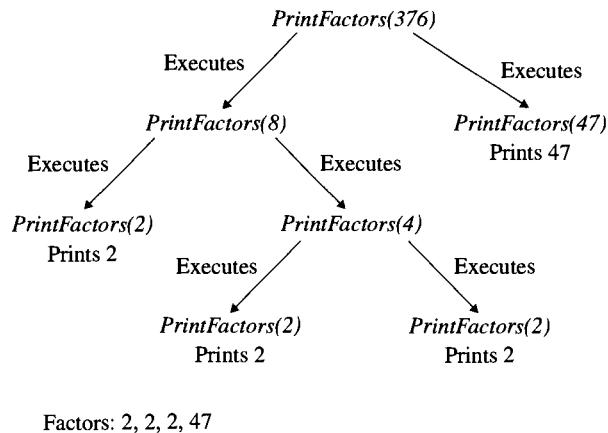 PrintFactors(376)
Executes Executes
PrintFactors(8) PrintFactors(47)
Prints 47
Executes Executes
PrintFactors(2) PrintFactors(4)
Prints 2
Executes Executes
PrintFactors(2) PrintFactors(2)
Prints 2 Prints 2
Factors: 2, 2, 2, 47